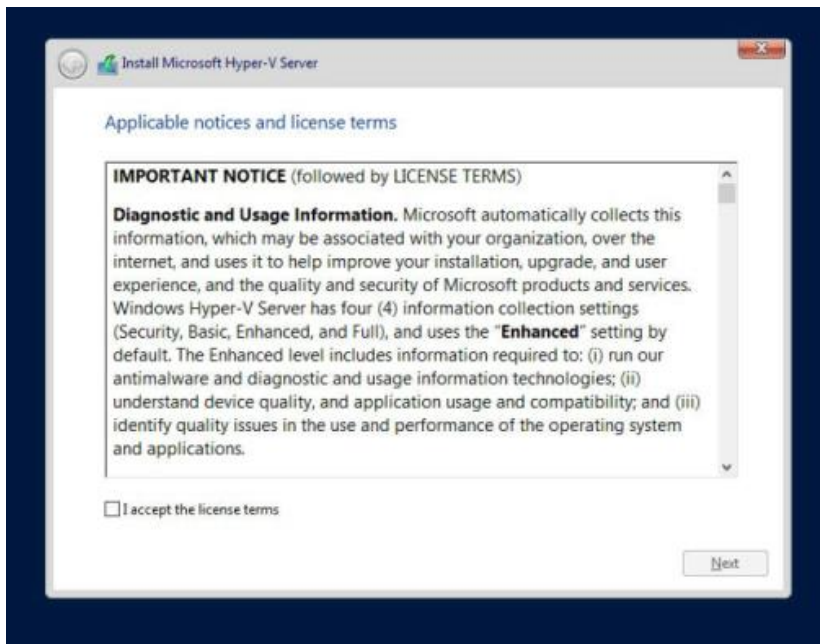 Install Microsoft Hyper-V Server
Applicable notices and license terms
IMPORTANT NOTICE (followed by LICENSE TERMS)
Diagnostic and Usage Information. Microsoft automatically collects this
information, which may be associated with your organization, over the
internet, and uses it to help improve your installation, upgrade, and user
experience, and the quality and security of Microsoft products and services.
Windows Hyper-V Server has four (4) information collection settings
(Security, Basic, Enhanced, and Full), and uses the "Enhanced" setting by
default. The Enhanced level includes information required to: (i) run our
antimalware and diagnostic and usage information technologies; (ii)
understand device quality, and application usage and compatibility; and (iii)
identify quality issues in the use and performance of the operating system
and applications.
I accept the license terms
Next